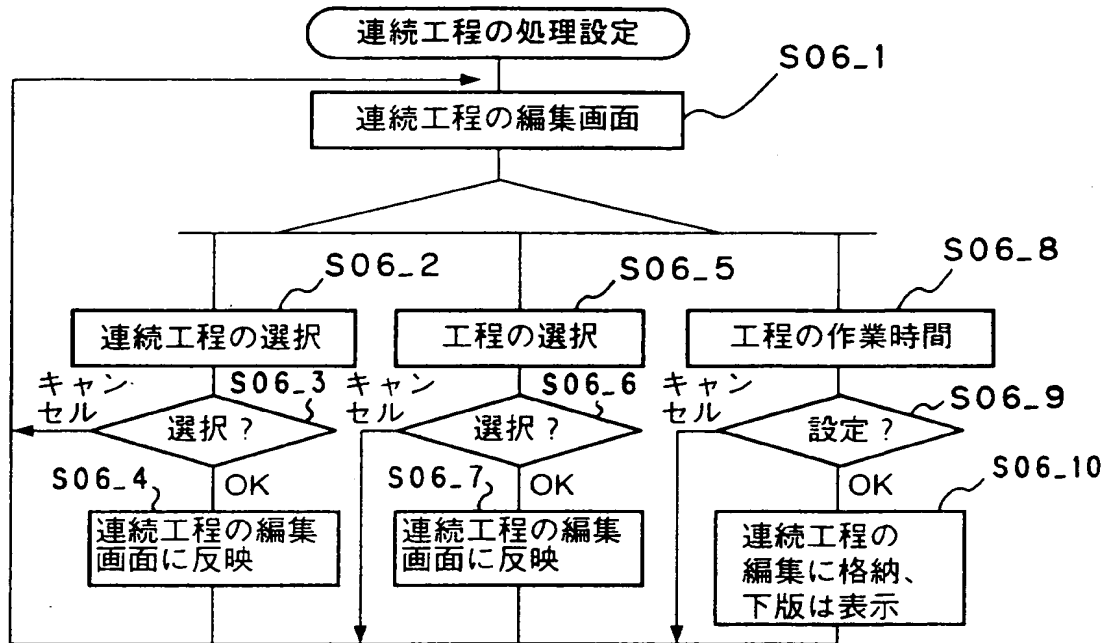 連続工程の処理設定
S06_1
連続工程の編集画面
S06_2
S06_5
S06_8
連続工程の選択
工程の選択
工程の作業時間
キャン
セル
S06_3
キャン
セル
S06_6
キャン
セル
S06_9
選択?
選択?
設定?
S06_4
OK
S06_7
OK
OK
S06_10
連続工程の編集
画面に反映
連続工程の編集
画面に反映
連続工程の
編集に格納、
下版は表示